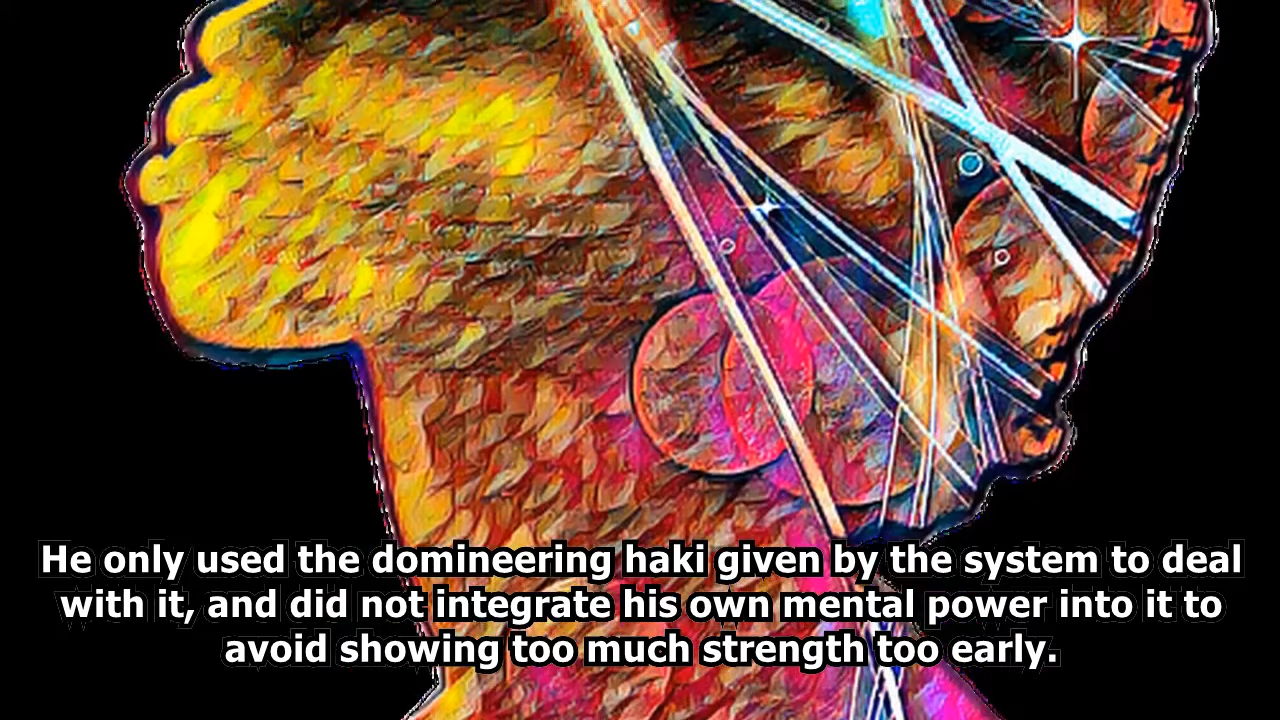 He only used the domineering haki given by the system to deal
with it, and did not integrate his own mental power into it to
avoid showing too much strength too early.